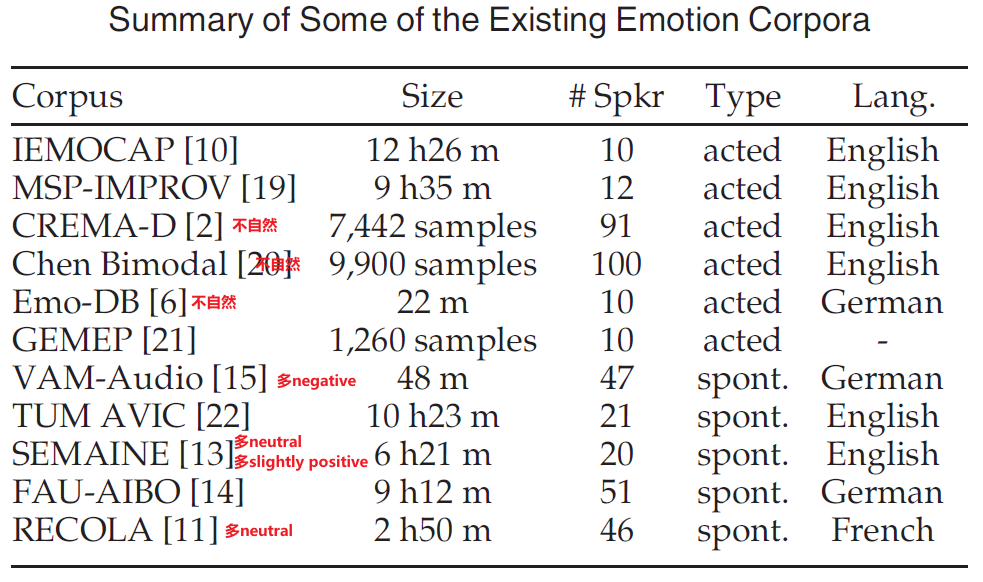 Summary of Some of the Existing Emotion Corpora
Corpus Size # Spkr Type Lang.
IEMOCAP [10] 12 h26 m 10 acted English
MSP-IMPROV [19] 9 h35 m 12 acted English
CREMA-D [2] 不自然 7,442 samples 91 acted English
Chen Bimodal [20] 不自然 9,900 samples 100 acted English
Emo-DB [6] 不自然 22 m 10 acted German
GEMEP [21] 1,260 samples 10 acted -
VAM-Audio [15] 多negative 48 m 47 spont. German
TUM AVIC [22] 10 h23 m 21 spont. English
多neutral
SEMAINE [13] 多slightly positive 6 h21 m 20 spont. English
FAU-AIBO [14] 9 h12 m 51 spont. German
RECOLA [11] 多neutral 2 h50 m 46 spont. French